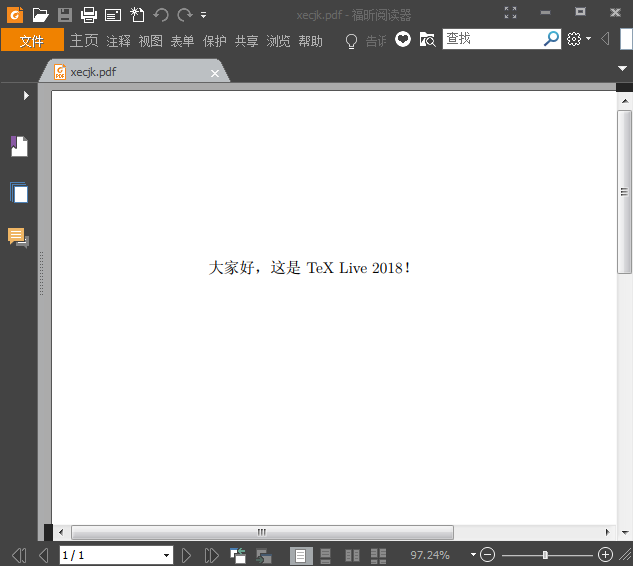 xecjk.pdf - 福昕阅读器
文件 主页 注释 视图 表单 保护 共享 浏览 帮助 告诉 查找
xecjk.pdf
大家好，这是 TeX Live 2018！
1 / 1 97.24%